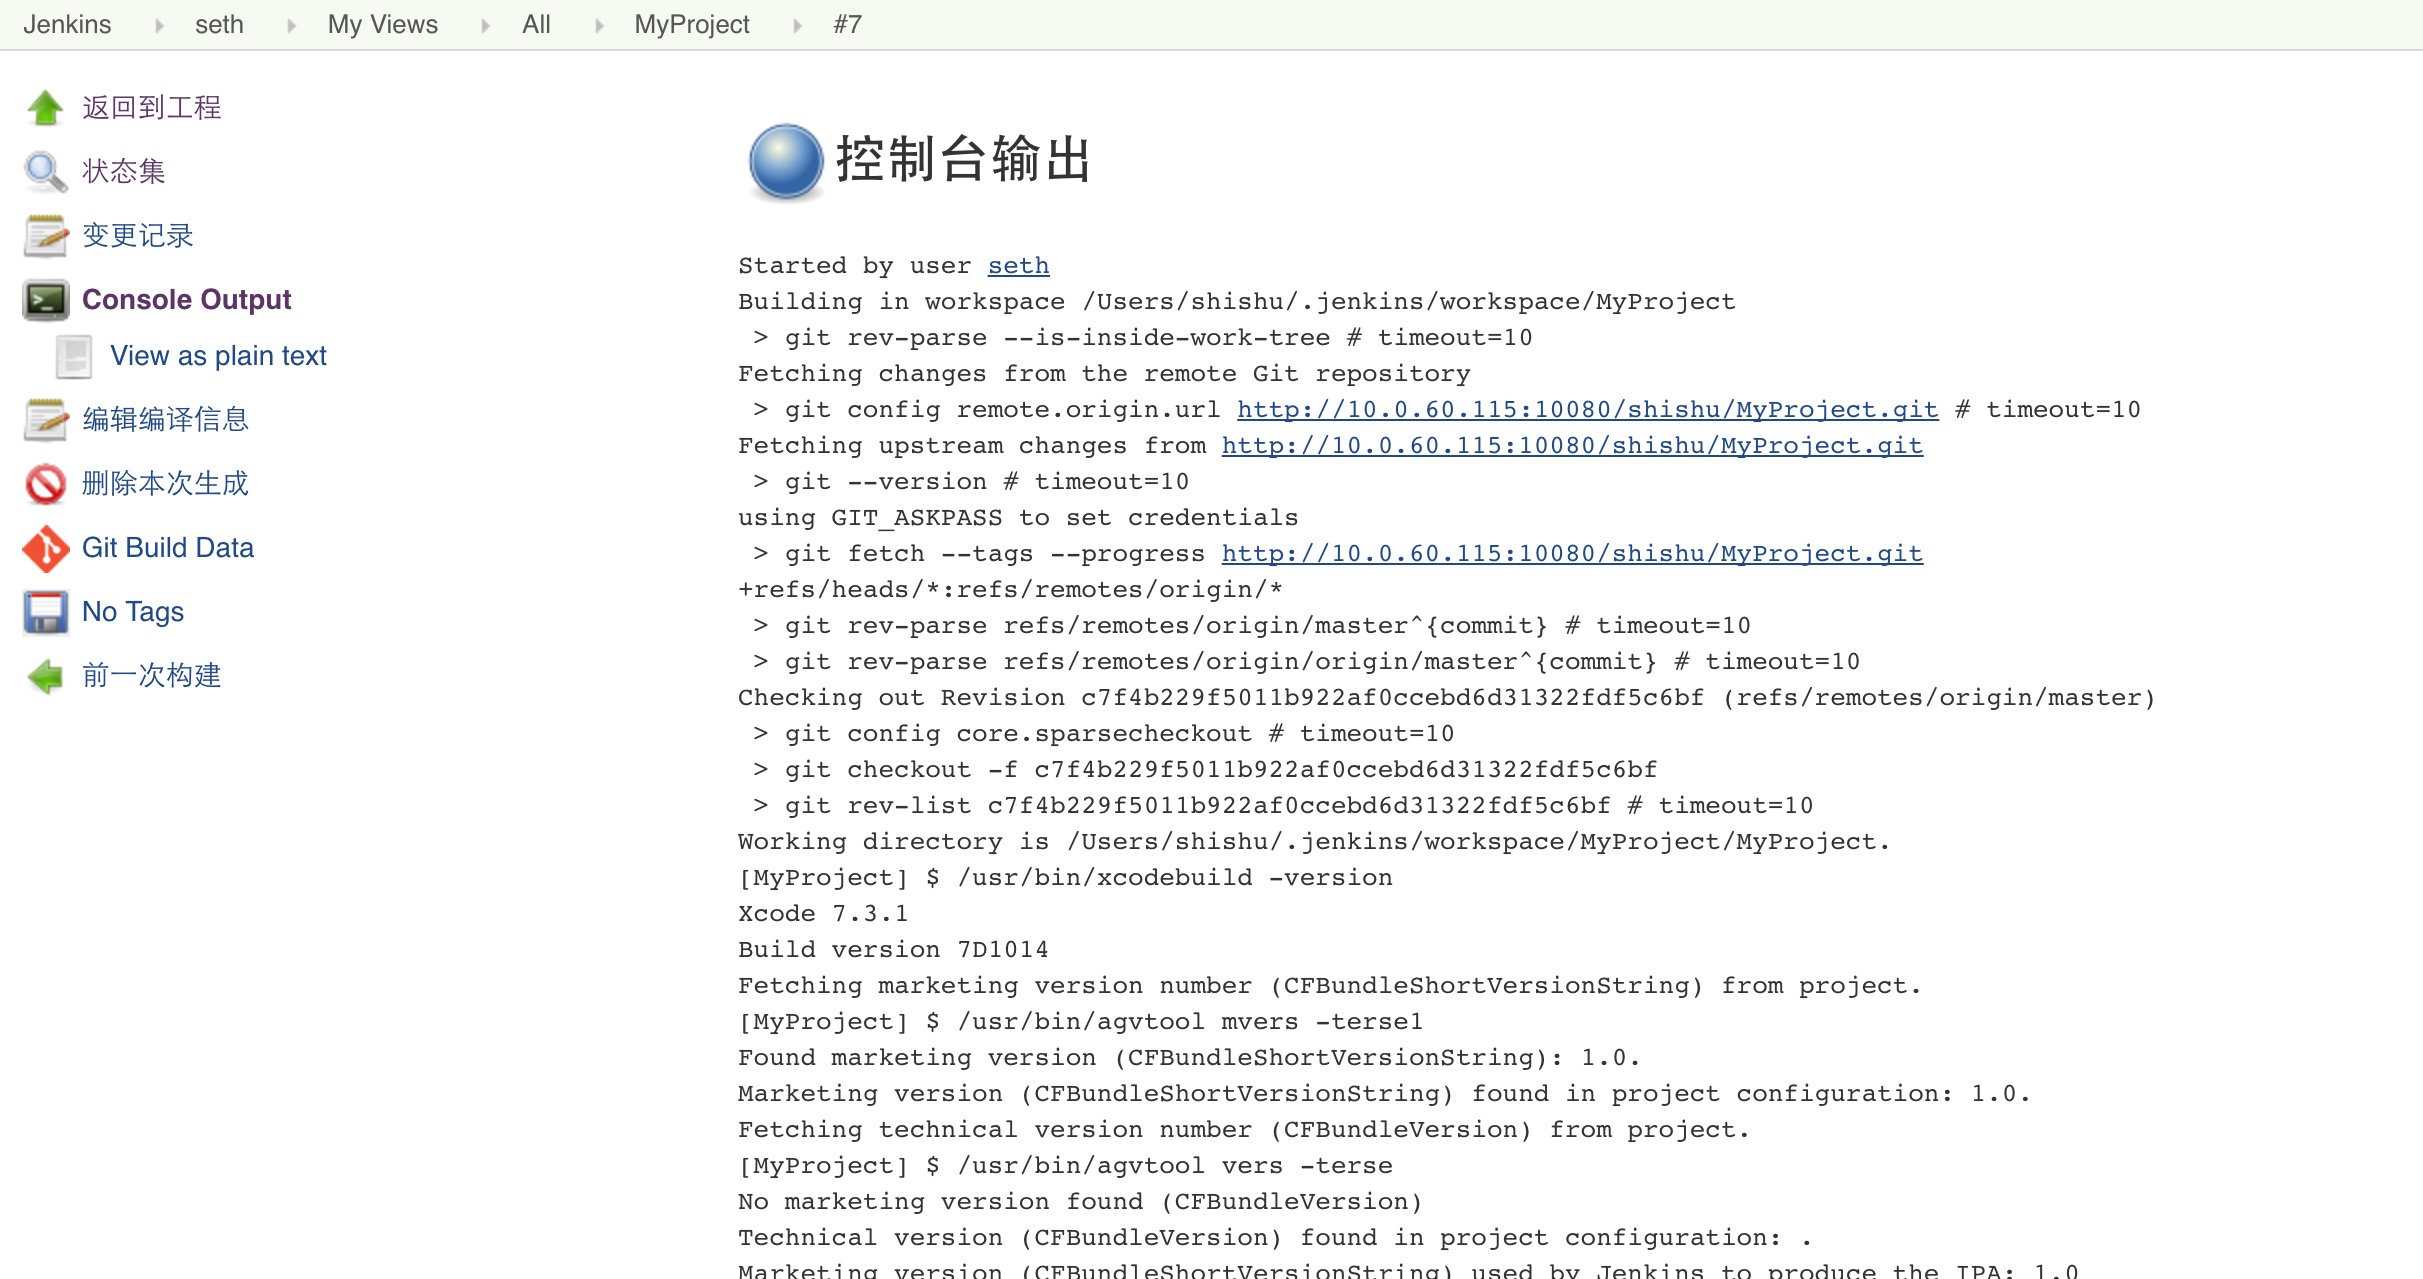 Jenkins seth My Views All MyProject #7
返回到工程
状态集
变更记录
Console Output
View as plain text
编辑编译信息
删除本次生成
Git Build Data
No Tags
前一次构建
控制台输出
Started by user seth
Building in workspace /Users/shishu/.jenkins/workspace/MyProject
 > git rev-parse --is-inside-work-tree # timeout=10
Fetching changes from the remote Git repository
 > git config remote.origin.url http://10.0.60.115:10080/shishu/MyProject.git # timeout=10
Fetching upstream changes from http://10.0.60.115:10080/shishu/MyProject.git
 > git --version # timeout=10
using GIT_ASKPASS to set credentials
 > git fetch --tags --progress http://10.0.60.115:10080/shishu/MyProject.git
+refs/heads/*:refs/remotes/origin/*
 > git rev-parse refs/remotes/origin/master^{commit} # timeout=10
 > git rev-parse refs/remotes/origin/origin/master^{commit} # timeout=10
Checking out Revision c7f4b229f5011b922af0ccebd6d31322fdf5c6bf (refs/remotes/origin/master)
 > git config core.sparsecheckout # timeout=10
 > git checkout -f c7f4b229f5011b922af0ccebd6d31322fdf5c6bf
 > git rev-list c7f4b229f5011b922af0ccebd6d31322fdf5c6bf # timeout=10
Working directory is /Users/shishu/.jenkins/workspace/MyProject/MyProject.
[MyProject] $ /usr/bin/xcodebuild -version
Xcode 7.3.1
Build version 7D1014
Fetching marketing version number (CFBundleShortVersionString) from project.
[MyProject] $ /usr/bin/agvtool mvers -terse1
Found marketing version (CFBundleShortVersionString): 1.0.
Marketing version (CFBundleShortVersionString) found in project configuration: 1.0.
Fetching technical version number (CFBundleVersion) from project.
[MyProject] $ /usr/bin/agvtool vers -terse
No marketing version found (CFBundleVersion)
Technical version (CFBundleVersion) found in project configuration: .
Marketing version (CFBundleShortVersionString) used by Jenkins to produce the IPA: 1.0